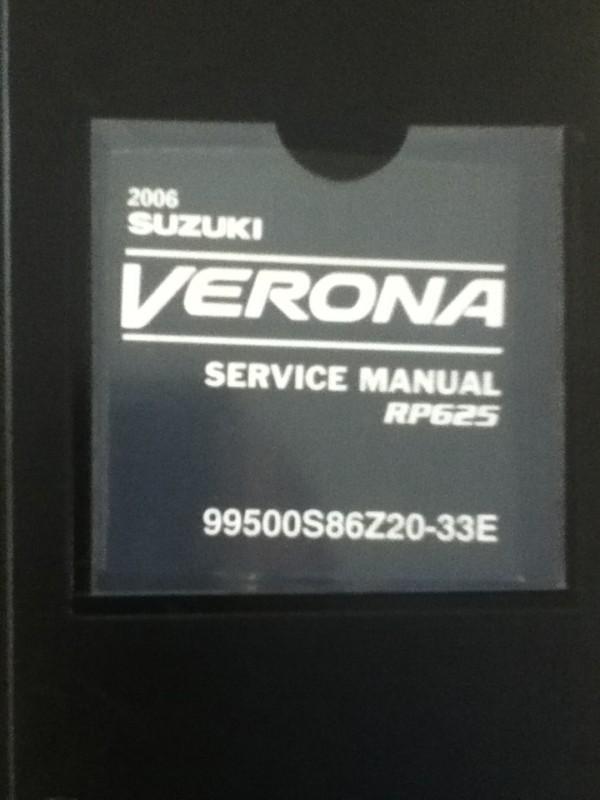 2006
SUZUKI
VERONA
SERVICE MANUAL
RP625
99500S86Z20-33E